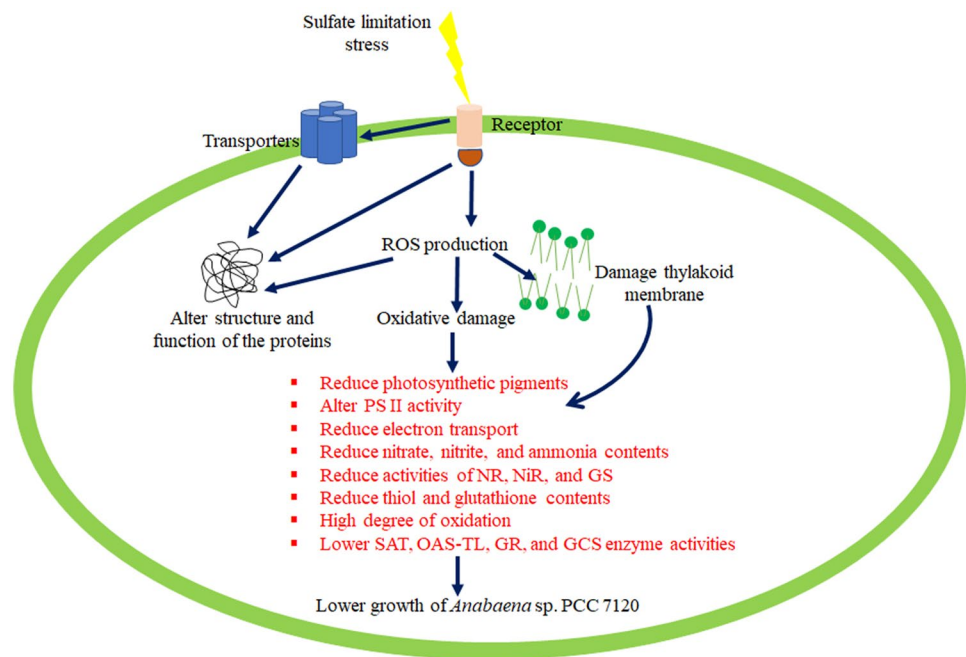 Sulfate limitation
stress
Receptor
Transporters
ROS production
Damage thylakoid
membrane
Alter structure and
function of the proteins
Oxidative damage
▪ Reduce photosynthetic pigments
▪ Alter PS II activity
▪ Reduce electron transport
▪ Reduce nitrate, nitrite, and ammonia contents
▪ Reduce activities of NR, NiR, and GS
▪ Reduce thiol and glutathione contents
▪ High degree of oxidation
▪ Lower SAT, OAS-TL, GR, and GCS enzyme activities
Lower growth of Anabaena sp. PCC 7120